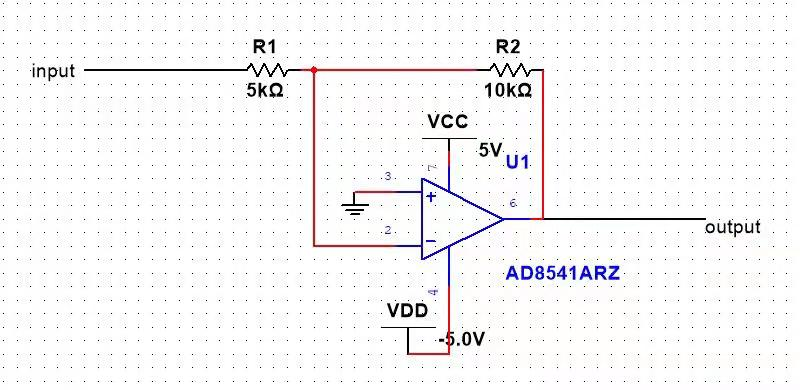 R1
R2
input
5kΩ
10kΩ
VCC
5V
U1
7
3
+
6
2
−
output
AD8541ARZ
4
VDD
-5.0V